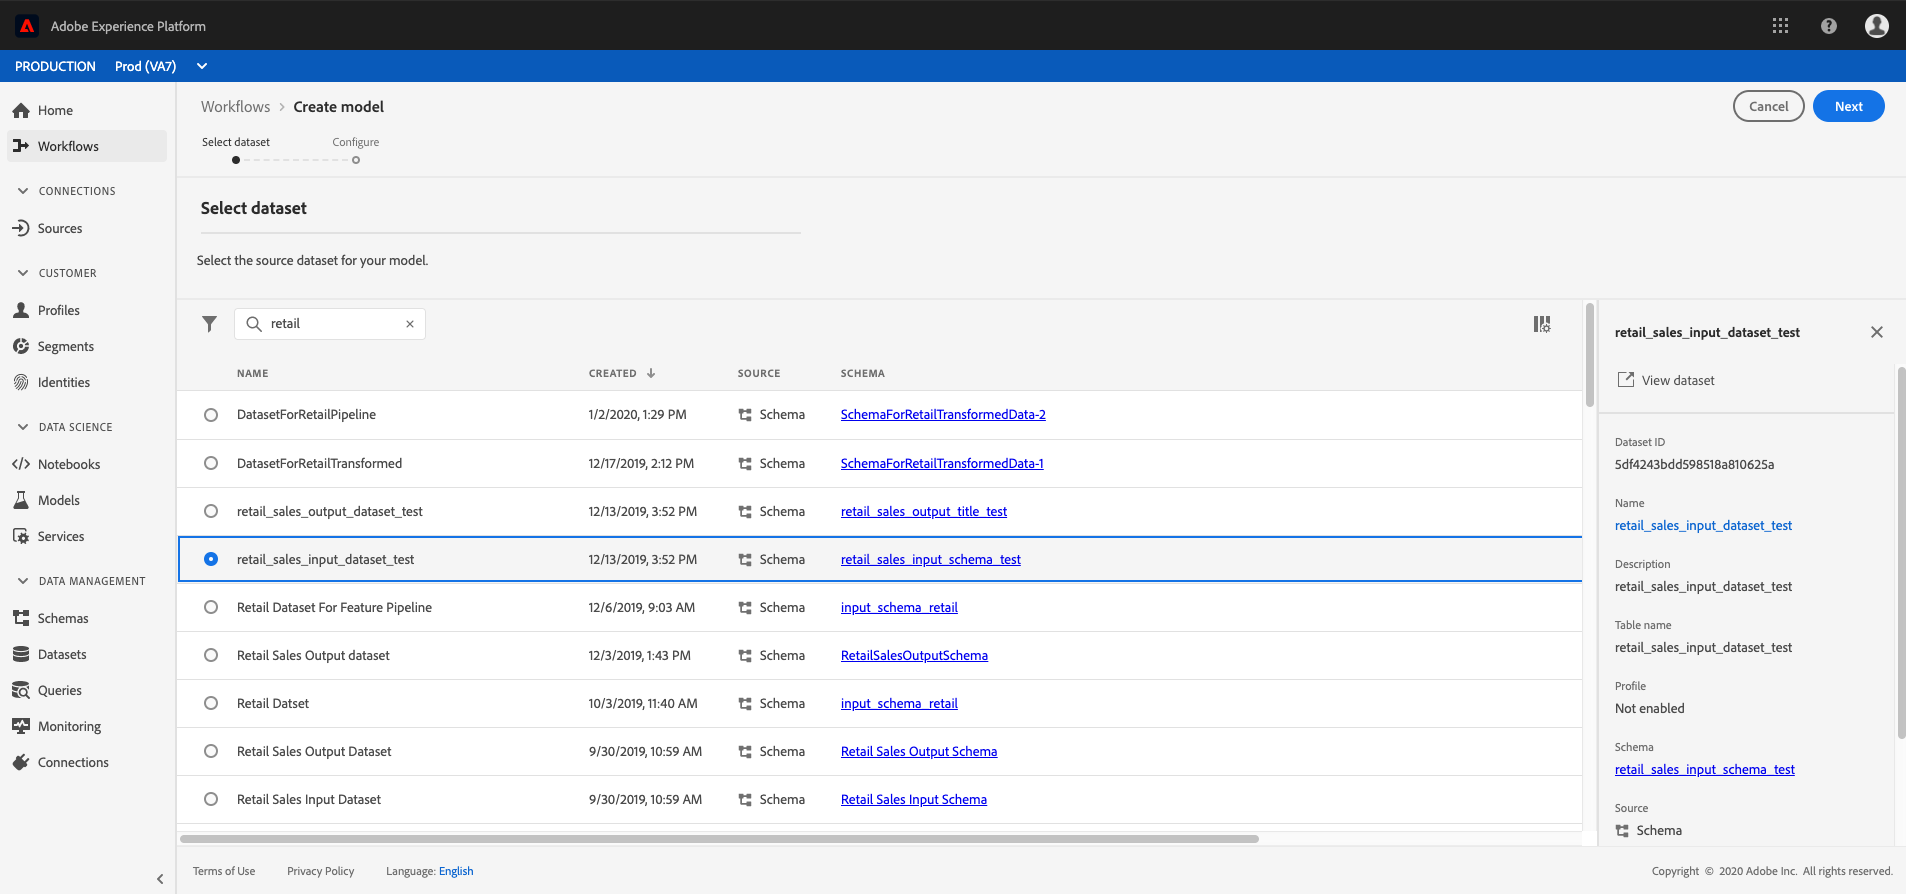 Adobe Experience Platform
PRODUCTION Prod (VA7)
Home
Workflows
CONNECTIONS
Sources
CUSTOMER
Profiles
Segments
Identities
DATA SCIENCE
Notebooks
Models
Services
DATA MANAGEMENT
Schemas
Datasets
Queries
Monitoring
Connections
Workflows > Create model
Cancel Next
Select dataset Configure
Select dataset
Select the source dataset for your model.
retail
NAME CREATED SOURCE SCHEMA
DatasetForRetailPipeline 1/2/2020, 1:29 PM Schema SchemaForRetailTransformedData-2
DatasetForRetailTransformed 12/17/2019, 2:12 PM Schema SchemaForRetailTransformedData-1
retail_sales_output_dataset_test 12/13/2019, 3:52 PM Schema retail_sales_output_title_test
retail_sales_input_dataset_test 12/13/2019, 3:52 PM Schema retail_sales_input_schema_test
Retail Dataset For Feature Pipeline 12/6/2019, 9:03 AM Schema input_schema_retail
Retail Sales Output dataset 12/3/2019, 1:43 PM Schema RetailSalesOutputSchema
Retail Datset 10/3/2019, 11:40 AM Schema input_schema_retail
Retail Sales Output Dataset 9/30/2019, 10:59 AM Schema Retail Sales Output Schema
Retail Sales Input Dataset 9/30/2019, 10:59 AM Schema Retail Sales Input Schema
retail_sales_input_dataset_test
View dataset
Dataset ID
5df4243bdd598518a810625a
Name
retail_sales_input_dataset_test
Description
retail_sales_input_dataset_test
Table name
retail_sales_input_dataset_test
Profile
Not enabled
Schema
retail_sales_input_schema_test
Source
Schema
Terms of Use Privacy Policy Language: English
Copyright © 2020 Adobe Inc. All rights reserved.